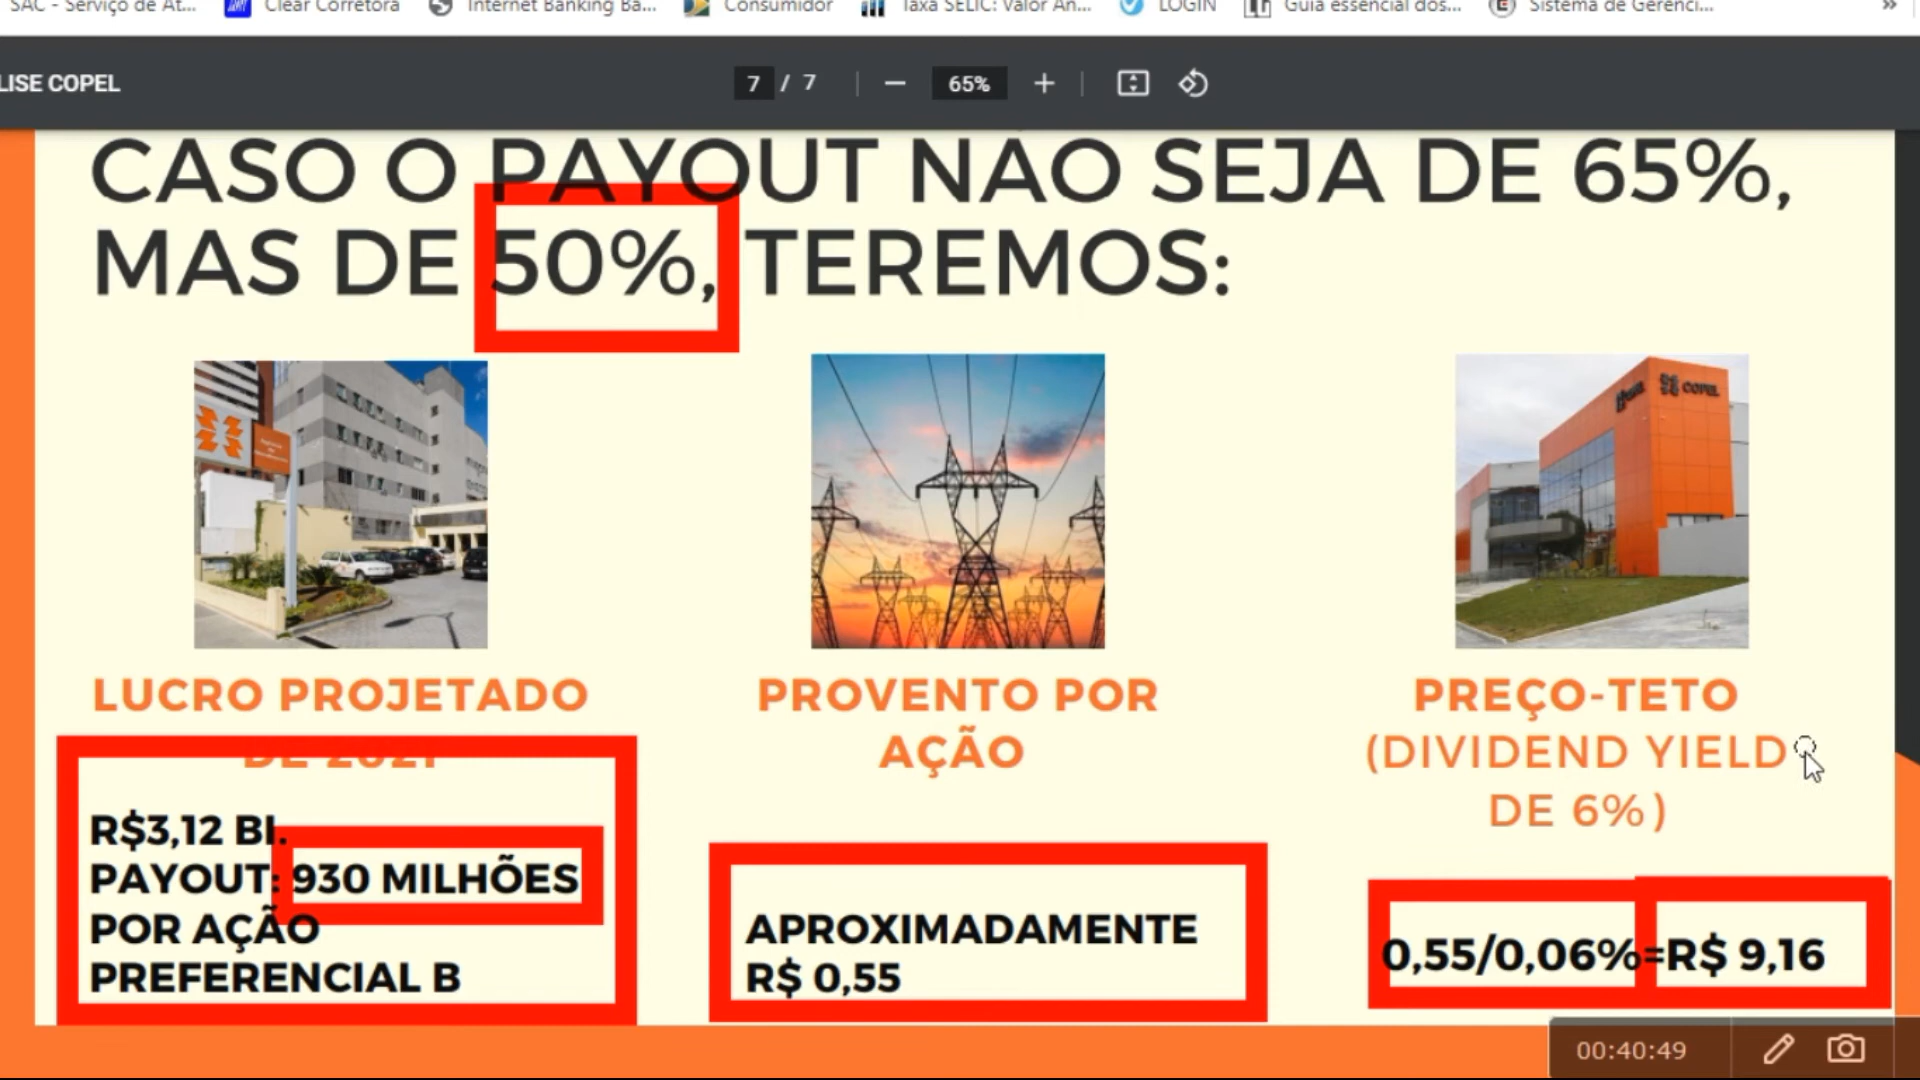 SAC - Serviço de At...
Clear Corretora
Internet Banking Ba...
Consumidor
Taxa SELIC: Valor An...
LOGIN
Guia essencial dos...
Sistema de Gerenci...
»
LISE COPEL
7 / 7
65%
CASO O PAYOUT NAO SEJA DE 65%,
MAS DE 50%, TEREMOS:
COPEL
LUCRO PROJETADO
DE 2021
R$3,12 BI.
PAYOUT: 930 MILHÕES
POR AÇÃO
PREFERENCIAL B
PROVENTO POR
AÇÃO
APROXIMADAMENTE
R$ 0,55
PREÇO-TETO
(DIVIDEND YIELD
DE 6%)
0,55/0,06%=R$ 9,16
00:40:49